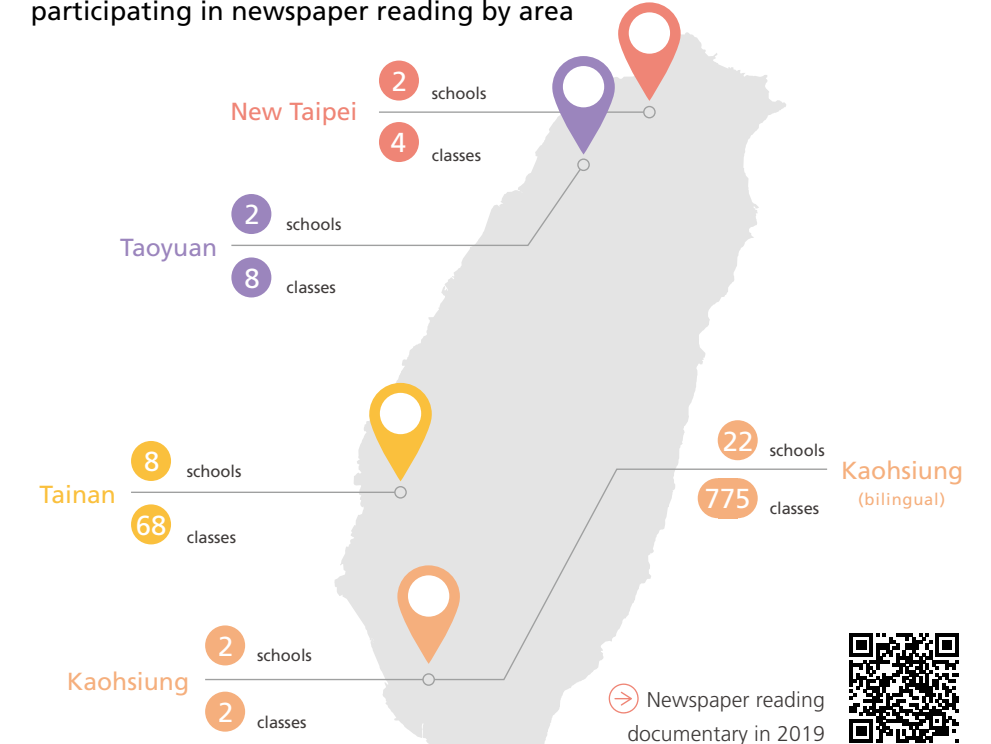 participating in newspaper reading by area
New Taipei
2 schools
4 classes
Taoyuan
2 schools
8 classes
Tainan
8 schools
68 classes
22 schools
775 classes
Kaohsiung
(bilingual)
Kaohsiung
2 schools
2 classes
Newspaper reading
documentary in 2019